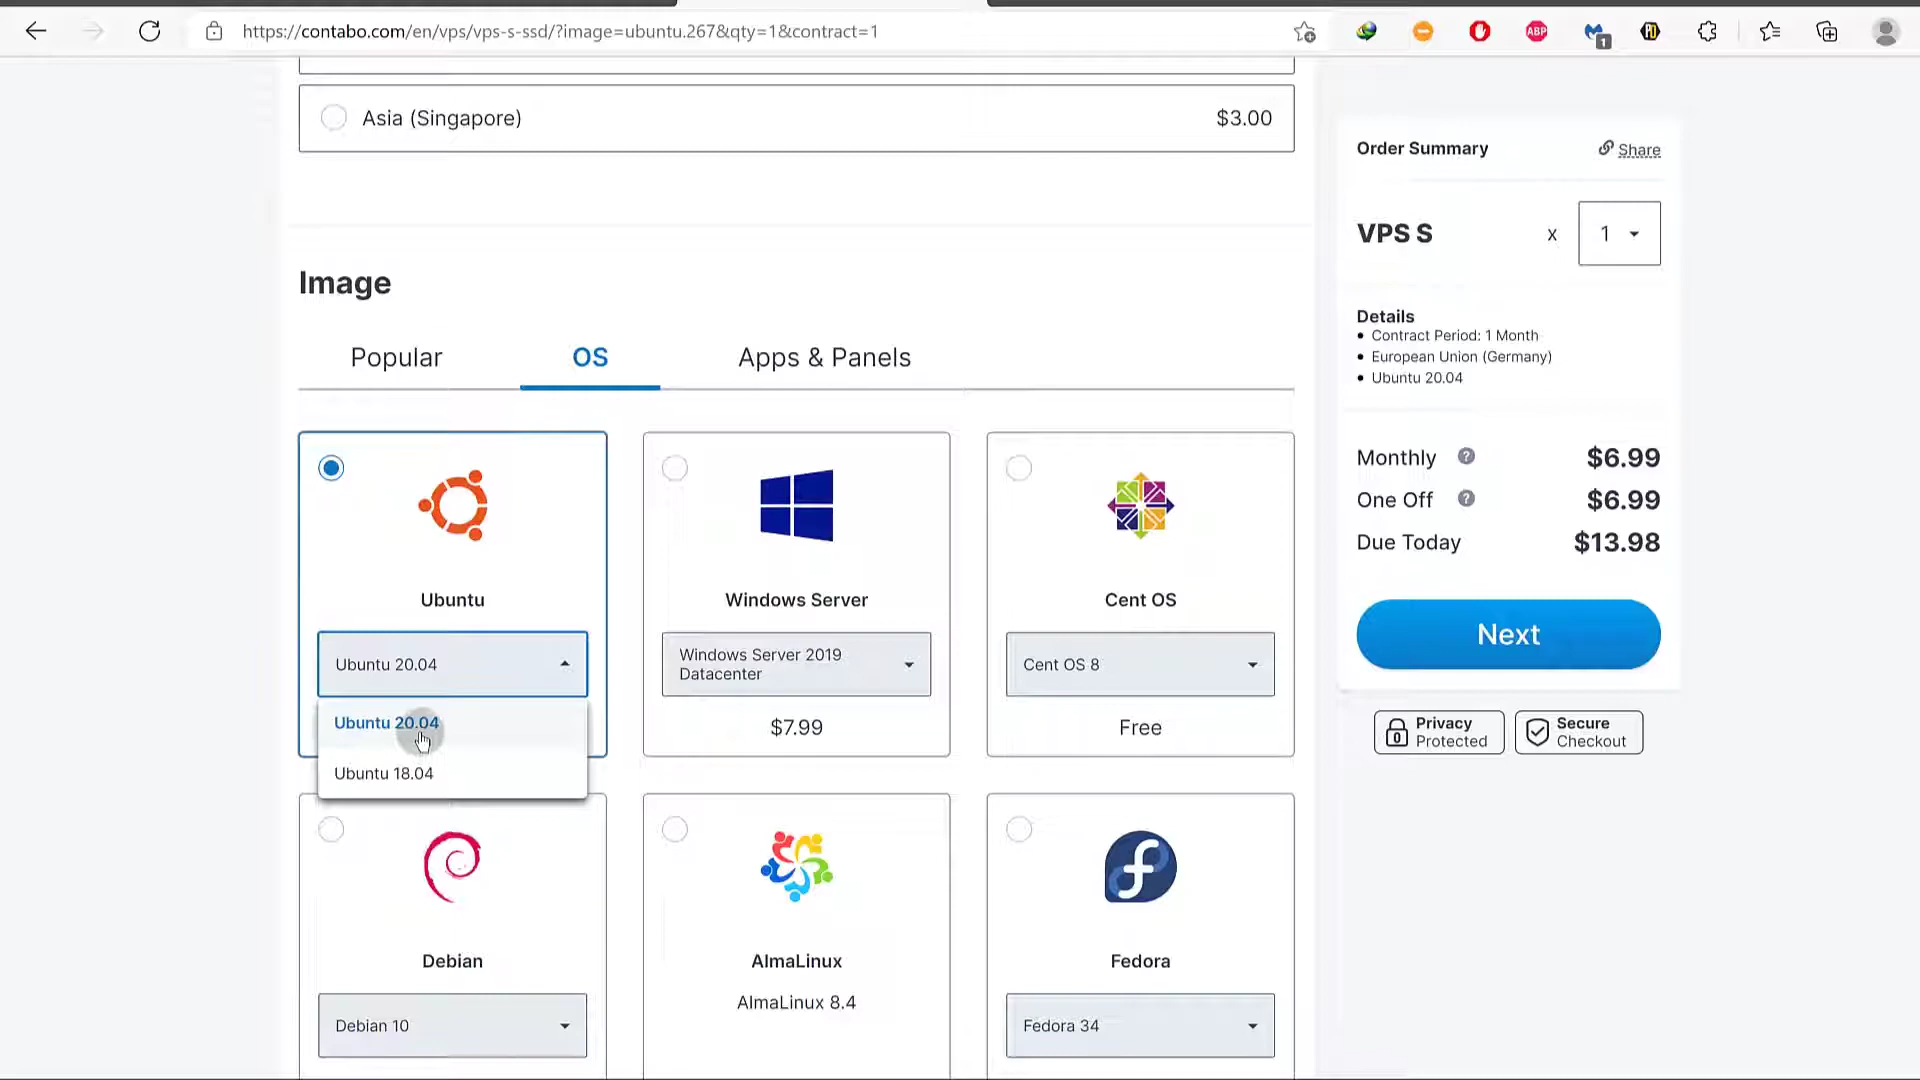 https://contabo.com/en/vps/vps-s-ssd/?image=ubuntu.267&qty=1&contract=1
ABP
1
Asia (Singapore) $3.00
Image
Popular OS Apps & Panels
Ubuntu
Ubuntu 20.04
Ubuntu 20.04
Ubuntu 18.04
Windows Server
Windows Server 2019
Datacenter
$7.99
Cent OS
Cent OS 8
Free
Debian
Debian 10
AlmaLinux
AlmaLinux 8.4
Fedora
Fedora 34
Order Summary Share
VPS S x 1
Details
• Contract Period: 1 Month
• European Union (Germany)
• Ubuntu 20.04
Monthly ? $6.99
One Off ? $6.99
Due Today $13.98
Next
Privacy
Protected
Secure
Checkout